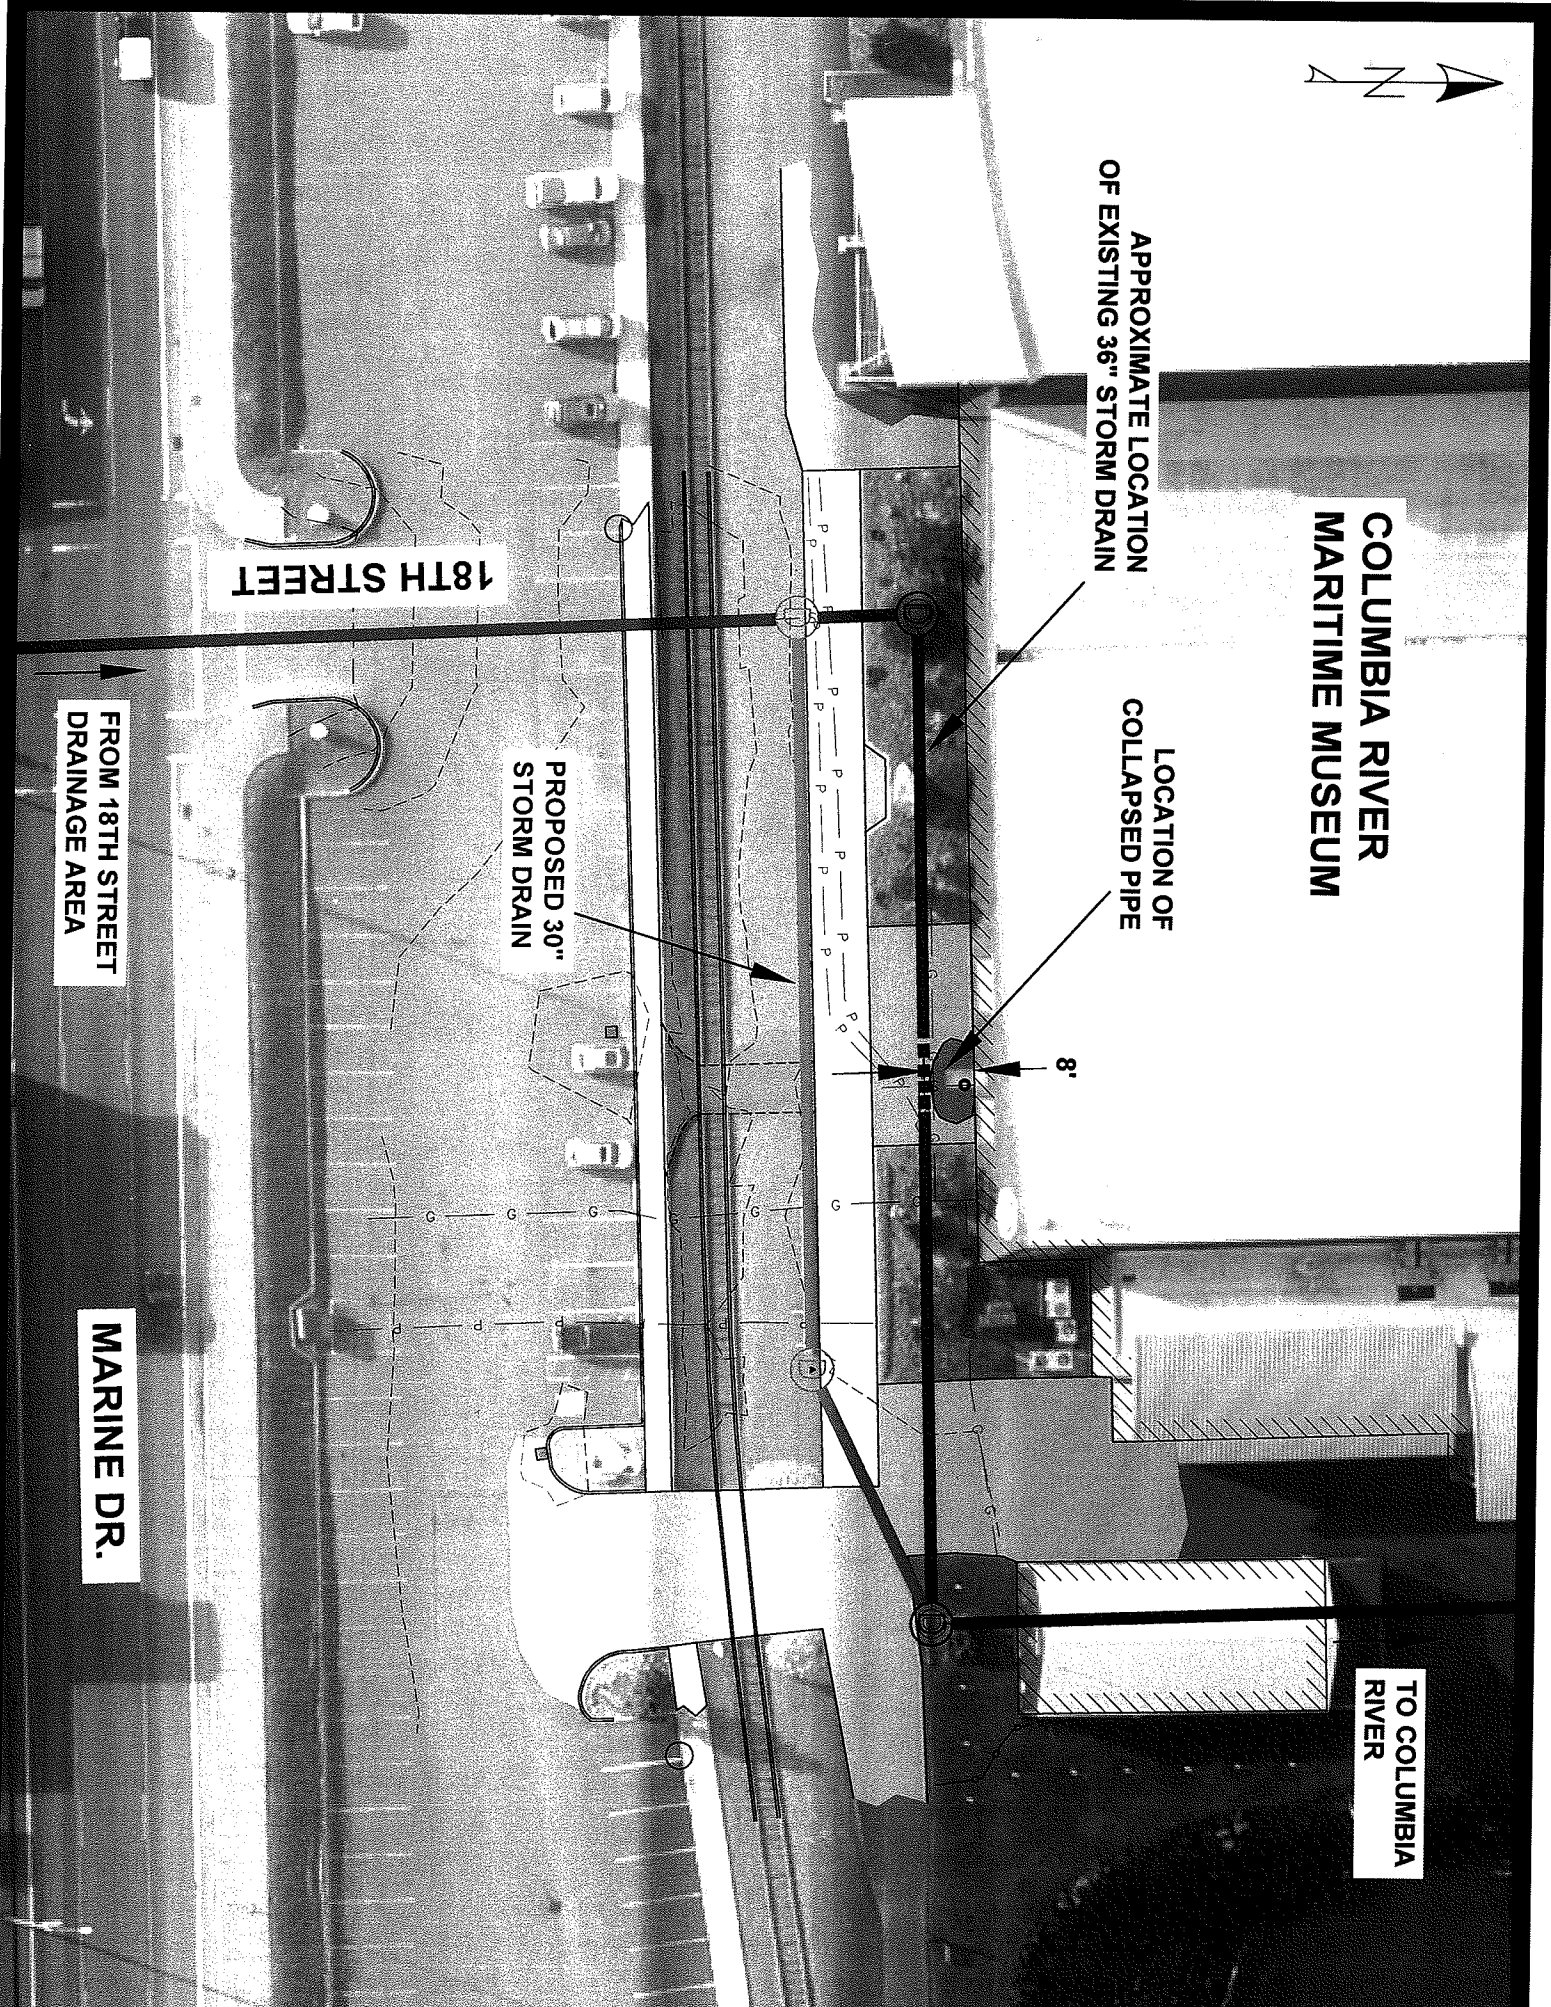 N
COLUMBIA RIVER
MARITIME MUSEUM
TO COLUMBIA
RIVER
APPROXIMATE LOCATION
OF EXISTING 36" STORM DRAIN
LOCATION OF
COLLAPSED PIPE
8'
D
D
P P P P P P P
P P P P P P P
P
G
G
G G G G G G G
P P P P P P
G
G
PROPOSED 30"
STORM DRAIN
18TH STREET
FROM 18TH STREET
DRAINAGE AREA
MARINE DR.